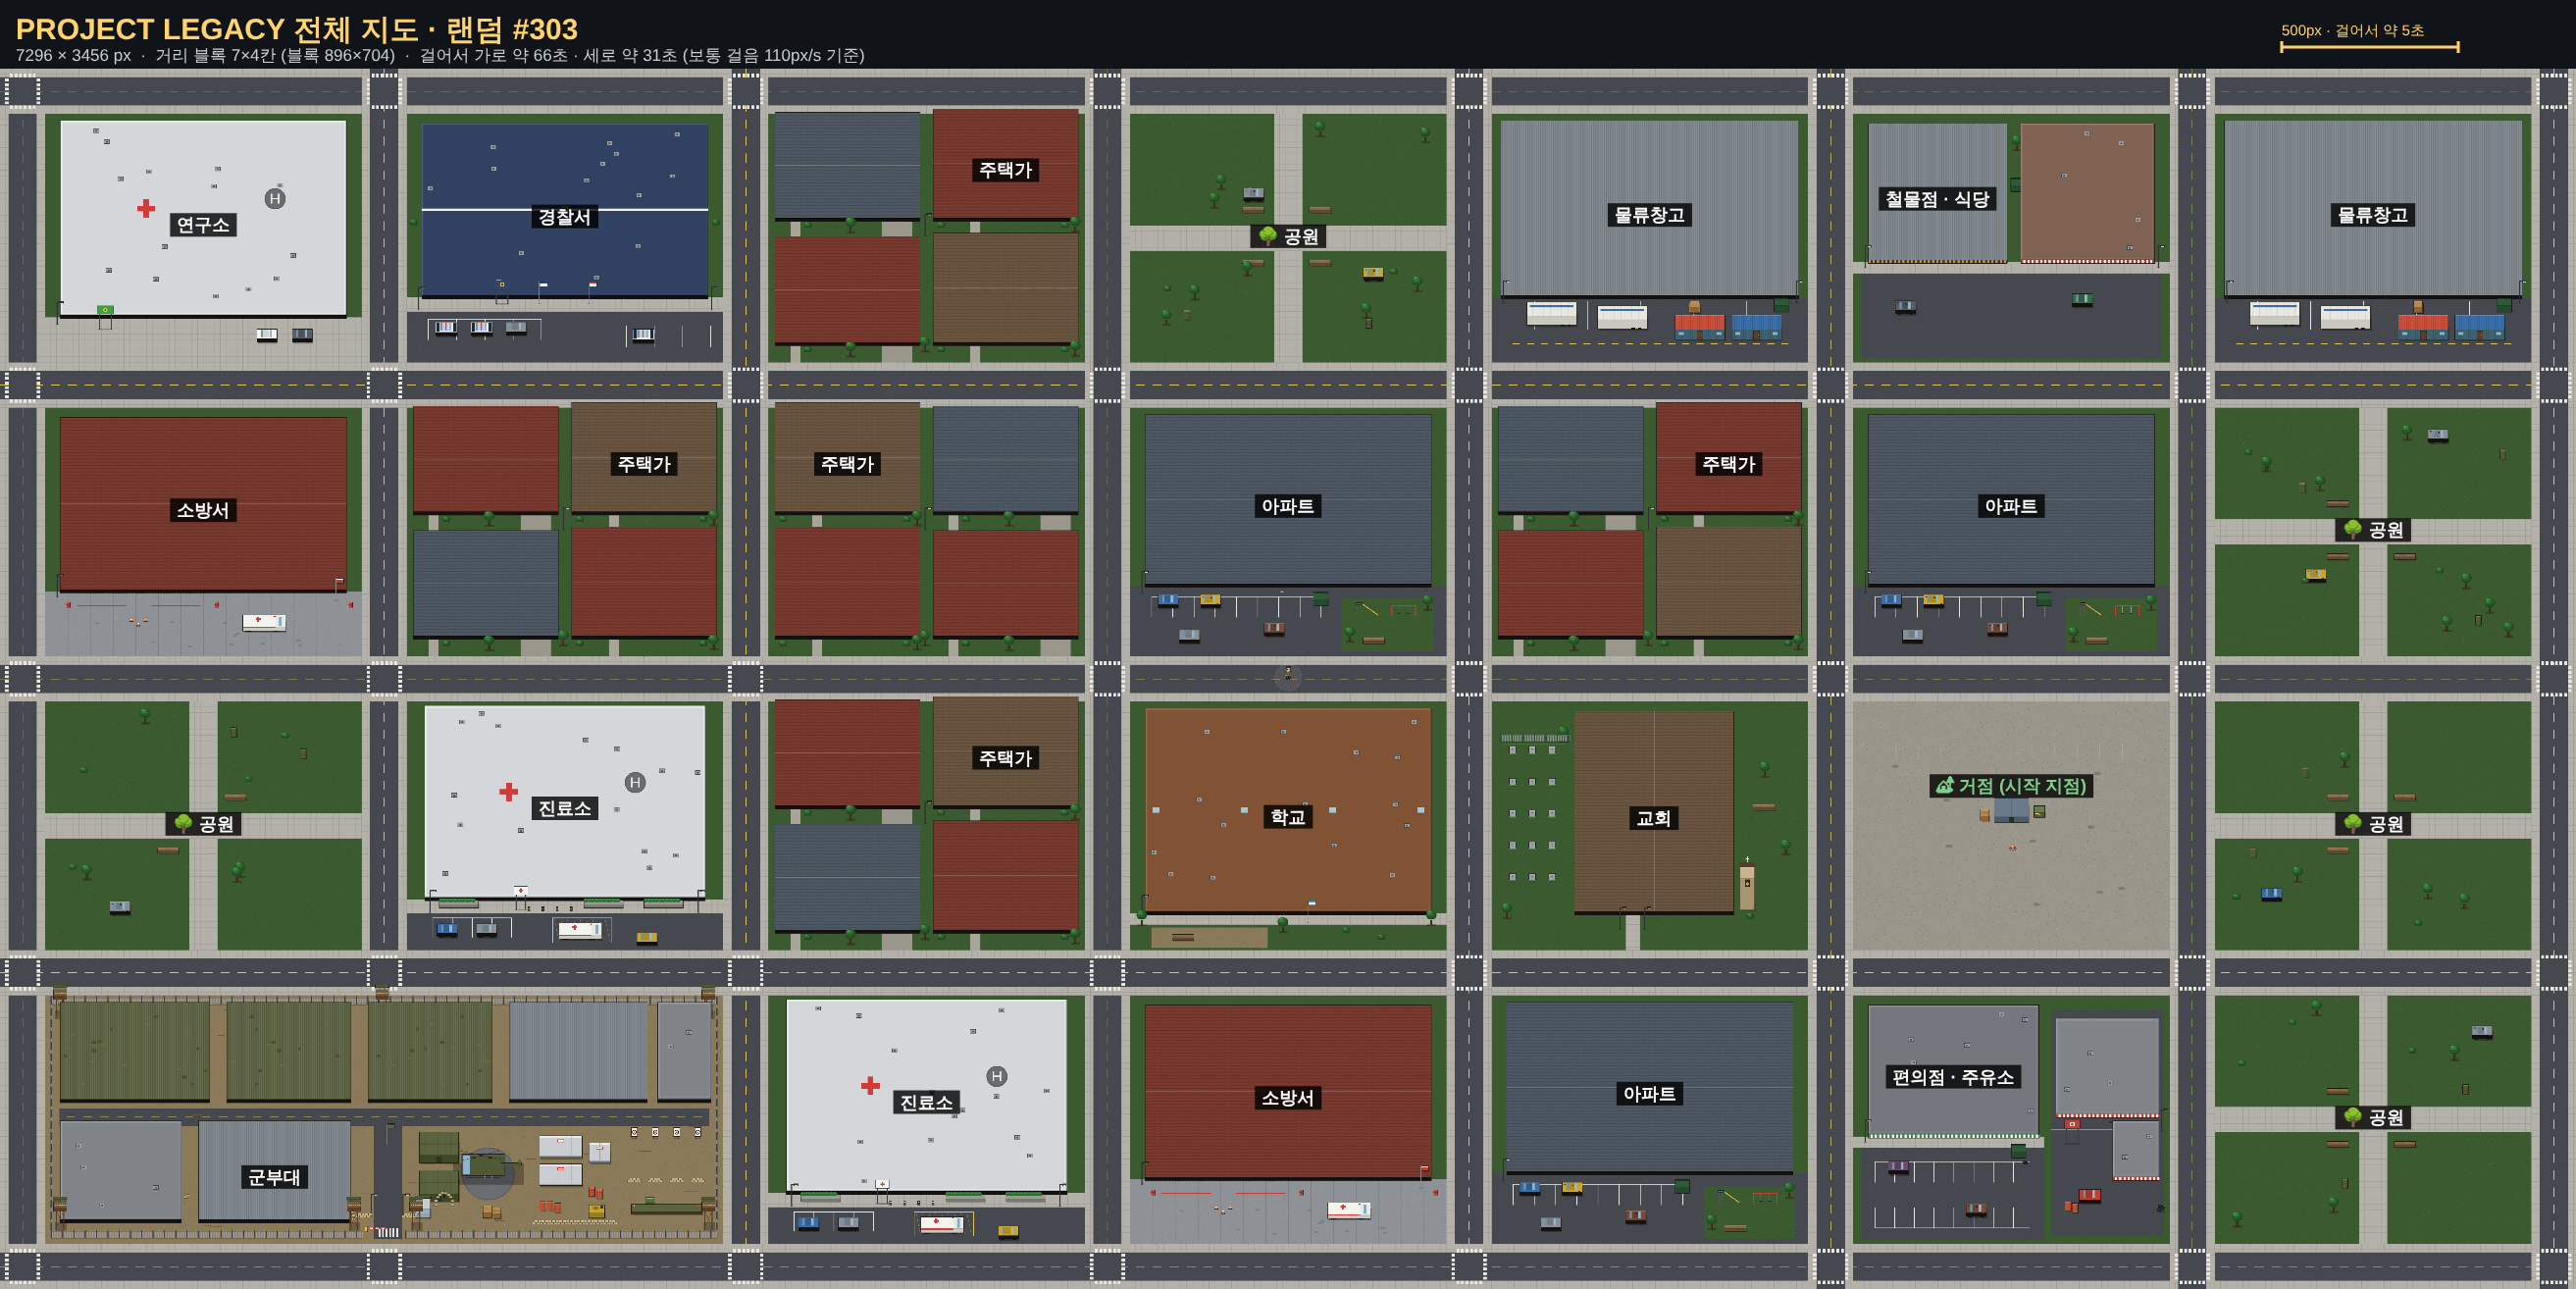 PROJECT LEGACY 전체 지도 · 랜덤 #303
7296 × 3456 px · 거리 블록 7×4칸 (블록 896×704) · 걸어서 가로 약 66초 · 세로 약 31초 (보통 걸음 110px/s 기준)
500px · 걸어서 약 5초
연구소
H
경찰서
주택가
공원
물류창고
철물점 · 식당
물류창고
소방서
주택가
주택가
아파트
주택가
아파트
공원
공원
진료소
H
주택가
학교
교회
거점 (시작 지점)
공원
군부대
진료소
H
소방서
아파트
편의점 · 주유소
공원